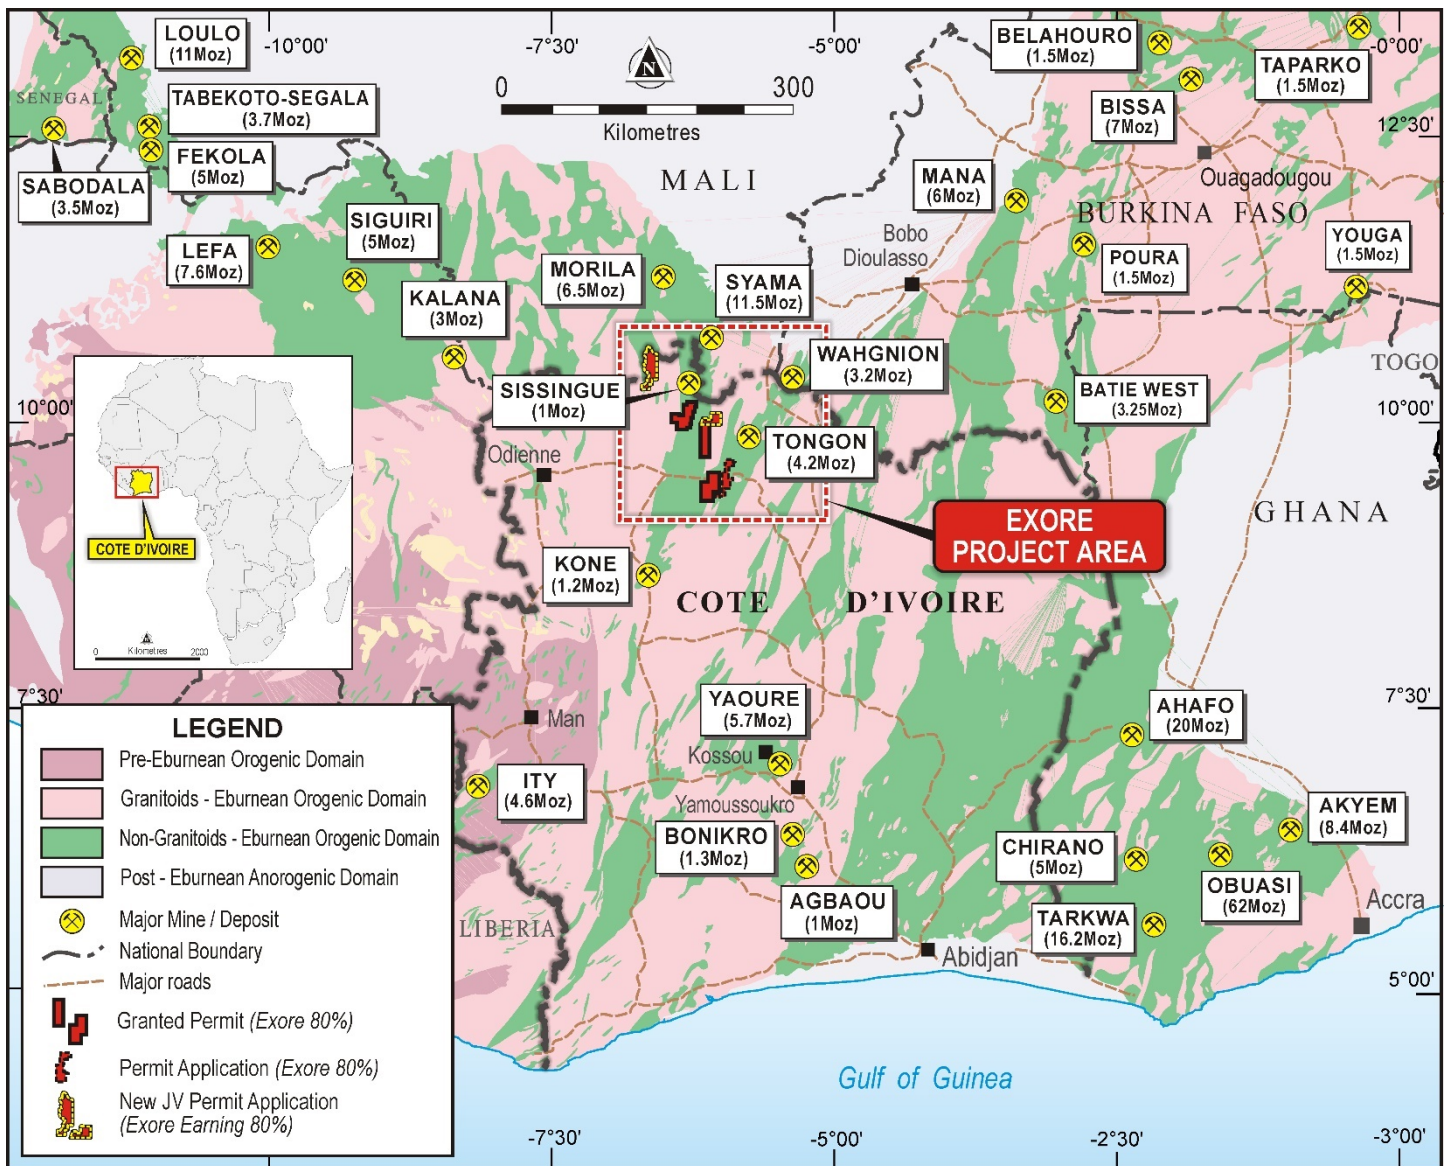 -10°00'
-7°30'
-5°00'
-0°00'
LOULO
(11Moz)
SENEGAL
TABEKOTO-SEGALA
(3.7Moz)
FEKOLA
(5Moz)
SABODALA
(3.5Moz)
LEFA
(7.6Moz)
SIGUIRI
(5Moz)
KALANA
(3Moz)
MORILA
(6.5Moz)
SYAMA
(11.5Moz)
N
0
300
Kilometres
MALI
BELAHOURO
(1.5Moz)
TAPARKO
(1.5Moz)
BISSA
(7Moz)
12°30'
Ouagadougou
MANA
(6Moz)
BURKINA FASO
Bobo
Dioulasso
POURA
(1.5Moz)
YOUGA
(1.5Moz)
TOGO
10°00'
10°00'
SISSINGUE
(1Moz)
WAHGNION
(3.2Moz)
BATIE WEST
(3.25Moz)
TONGON
(4.2Moz)
Odienne
GHANA
EXORE
PROJECT AREA
COTE D'IVOIRE
N
0
Kilometres
2000
KONE
(1.2Moz)
COTE D'IVOIRE
7°30'
7°30'
Man
YAOURE
(5.7Moz)
Kossou
Yamoussoukro
AHAFO
(20Moz)
ITY
(4.6Moz)
BONIKRO
(1.3Moz)
AGBAOU
(1Moz)
CHIRANO
(5Moz)
AKYEM
(8.4Moz)
OBUASI
(62Moz)
TARKWA
(16.2Moz)
Accra
LIBERIA
Abidjan
5°00'
Gulf of Guinea
LEGEND
Pre-Eburnean Orogenic Domain
Granitoids - Eburnean Orogenic Domain
Non-Granitoids - Eburnean Orogenic Domain
Post - Eburnean Anorogenic Domain
Major Mine / Deposit
National Boundary
Major roads
Granted Permit (Exore 80%)
Permit Application (Exore 80%)
New JV Permit Application
(Exore Earning 80%)
-7°30'
-5°00'
-2°30'
-3°00'